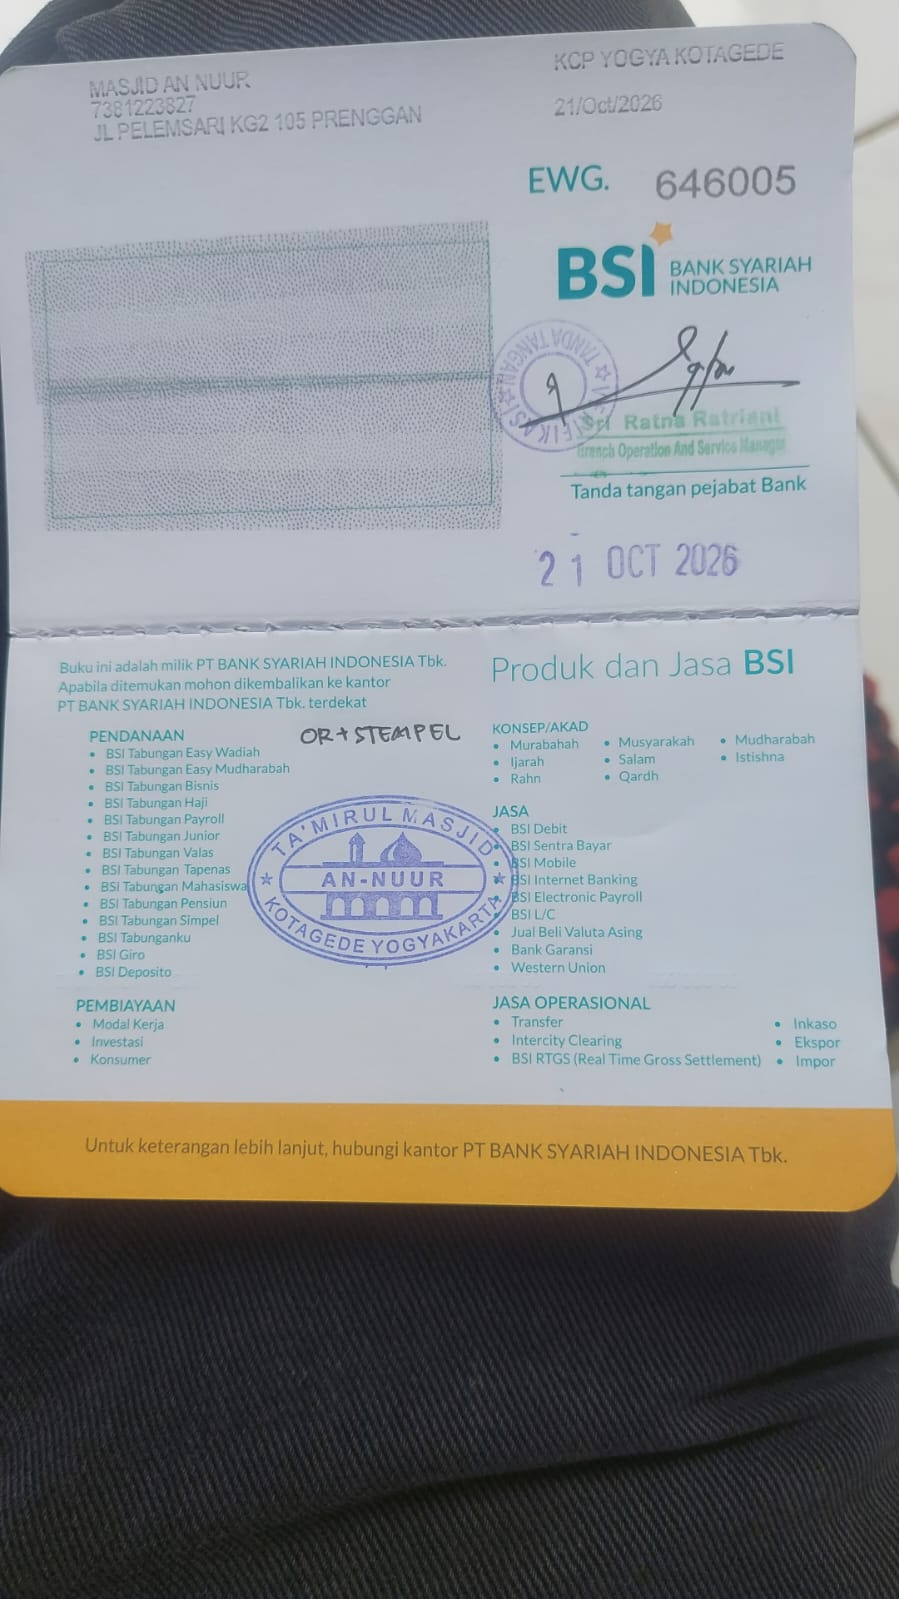 MASJID AN NUUR
7381223827
JL PELEMSARI KG2 105 PRENGGAN
KCP YOGYA KOTAGEDE
21/Oct/2026
EWG. 646005
BSI BANK SYARIAH
INDONESIA
VERIFIKASI TANDA TANGAN
Sri Ratna Ratriani
Branch Operation And Service Manager
Tanda tangan pejabat Bank
21 OCT 2026
Buku ini adalah milik PT BANK SYARIAH INDONESIA Tbk.
Apabila ditemukan mohon dikembalikan ke kantor
PT BANK SYARIAH INDONESIA Tbk. terdekat
OR + STEMPEL
PENDANAAN
• BSI Tabungan Easy Wadiah
• BSI Tabungan Easy Mudharabah
• BSI Tabungan Bisnis
• BSI Tabungan Haji
• BSI Tabungan Payroll
• BSI Tabungan Junior
• BSI Tabungan Valas
• BSI Tabungan Tapenas
• BSI Tabungan Mahasiswa
• BSI Tabungan Pensiun
• BSI Tabungan Simpel
• BSI Tabunganku
• BSI Giro
• BSI Deposito
PEMBIAYAAN
• Modal Kerja
• Investasi
• Konsumer
TA'MIRUL MASJID
AN-NUUR
KOTAGEDE YOGYAKARTA
Produk dan Jasa BSI
KONSEP/AKAD
• Murabahah • Musyarakah • Mudharabah
• Ijarah • Salam • Istishna
• Rahn • Qardh
JASA
• BSI Debit
• BSI Sentra Bayar
• BSI Mobile
• BSI Internet Banking
• BSI Electronic Payroll
• BSI L/C
• Jual Beli Valuta Asing
• Bank Garansi
• Western Union
JASA OPERASIONAL
• Transfer • Inkaso
• Intercity Clearing • Ekspor
• BSI RTGS (Real Time Gross Settlement) • Impor
Untuk keterangan lebih lanjut, hubungi kantor PT BANK SYARIAH INDONESIA Tbk.